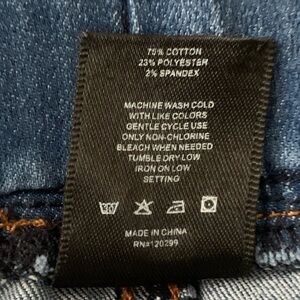 75% COTTON
23% POLYESTER
2% SPANDEX
MACHINE WASH COLD
WITH LIKE COLORS
GENTLE CYCLE USE
ONLY NON-CHLORINE
BLEACH WHEN NEEDED
TUMBLE DRY LOW
IRON ON LOW
SETTING
MADE IN CHINA
RN#120299